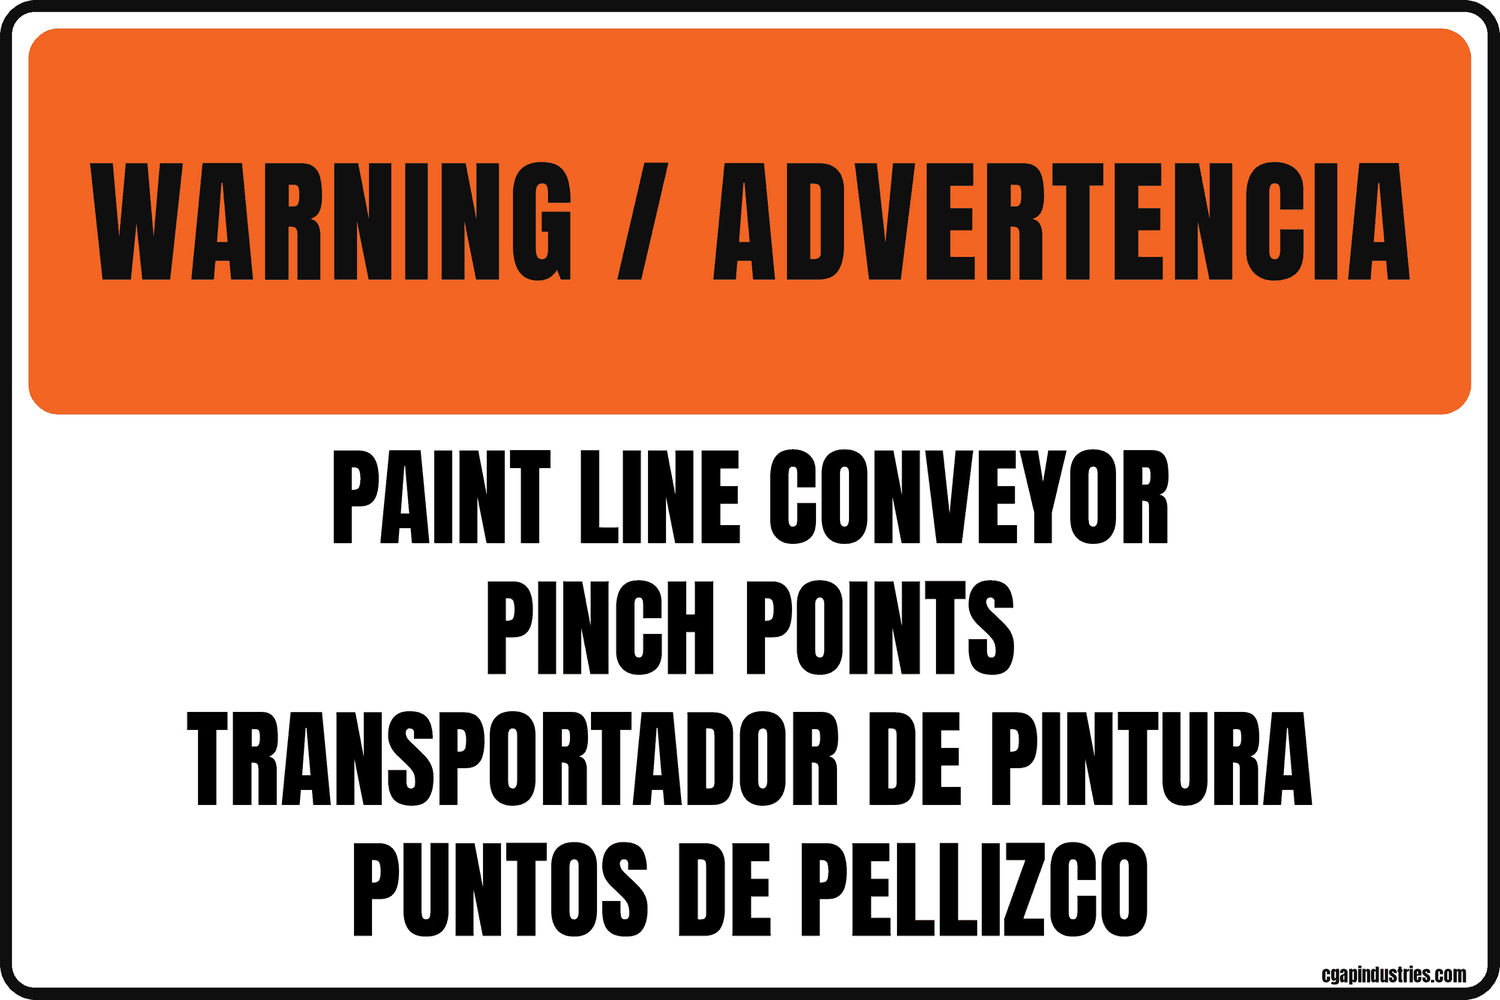 WARNING / ADVERTENCIA
PAINT LINE CONVEYOR
PINCH POINTS
TRANSPORTADOR DE PINTURA
PUNTOS DE PELLIZCO
cgapindustries.com